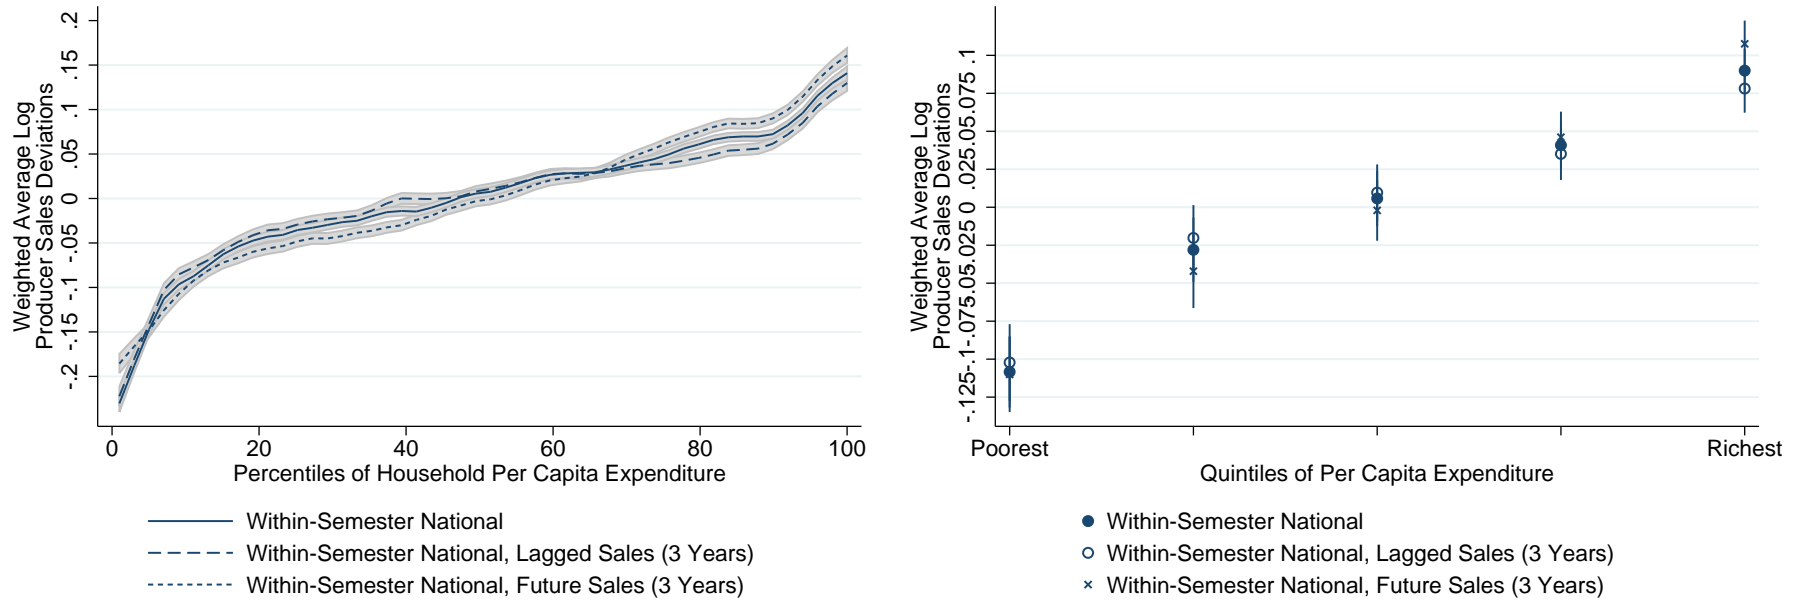 Weighted Average Log
Producer Sales Deviations
.2
.15
.1
.05
0
-.05
-.1
-.15
-.2
0 20 40 60 80 100
Percentiles of Household Per Capita Expenditure
Within-Semester National
Within-Semester National, Lagged Sales (3 Years)
Within-Semester National, Future Sales (3 Years)
Weighted Average Log
Producer Sales Deviations
-.125-.1-.075-.05-.025 0 .025.05.075 .1
Poorest Richest
Quintiles of Per Capita Expenditure
Within-Semester National
Within-Semester National, Lagged Sales (3 Years)
Within-Semester National, Future Sales (3 Years)